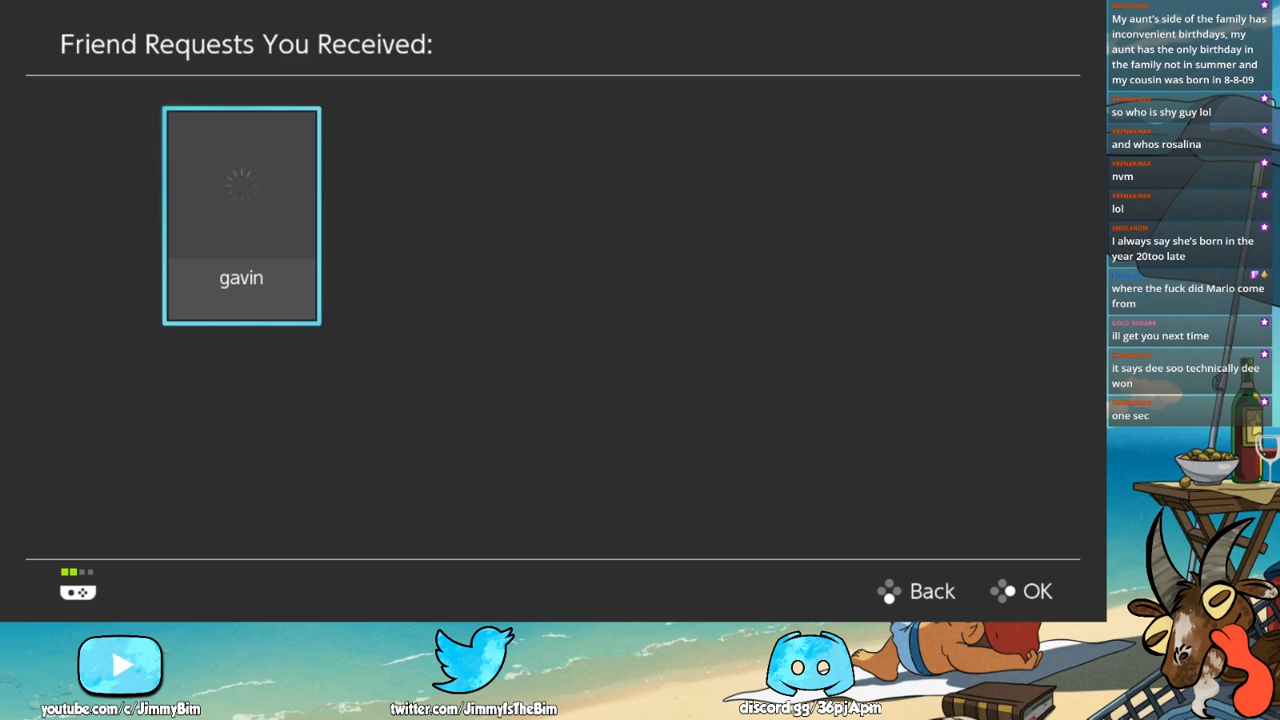 Friend Requests You Received:
gavin
Back
OK
My aunt's side of the family has
inconvenient birthdays, my
aunt has the only birthday in
the family not in summer and
my cousin was born in 8-8-09
so who is shy guy lol
and whos rosalina
nvm
lol
SMOLSNOM
I always say she's born in the
year 20too late
where the fuck did Mario come
from
ill get you next time
it says dee soo technically dee
won
one sec
youtube.com/c/JimmyBim
twitter.com/JimmyIsTheBim
discord.gg/36pjApm